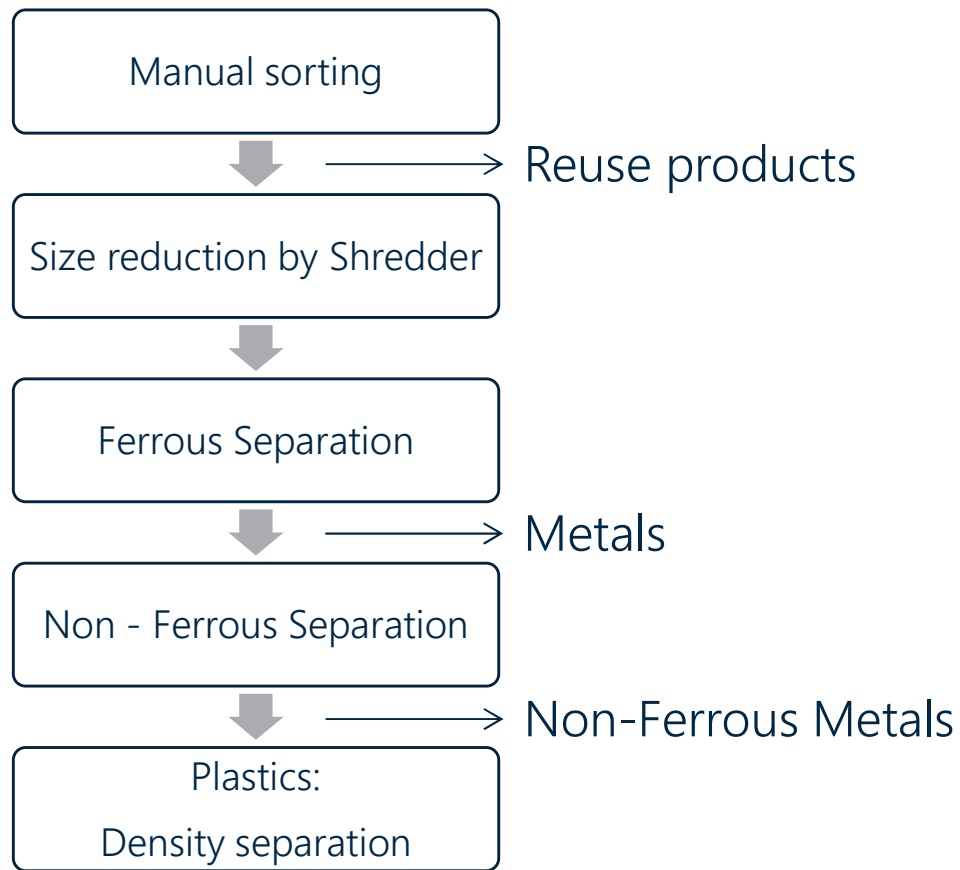 Manual sorting
Reuse products
Size reduction by Shredder
Ferrous Separation
Metals
Non - Ferrous Separation
Non-Ferrous Metals
Plastics:
Density separation